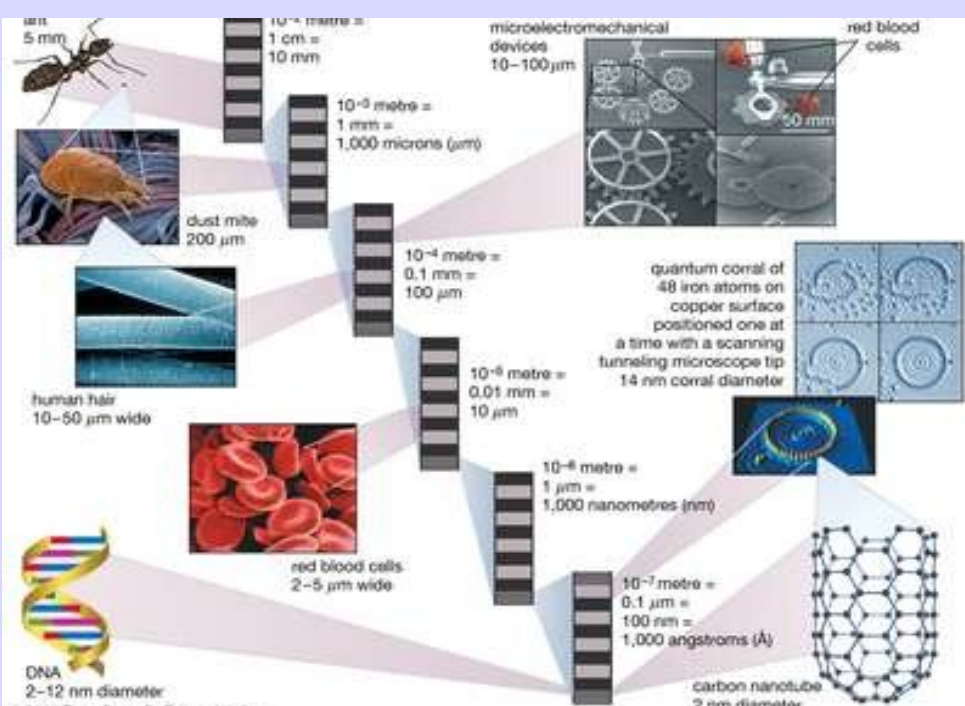 ant
5 mm
10⁻² metre =
1 cm =
10 mm
microelectromechanical
devices
10–100 μm
red blood
cells
50 mm
10⁻³ metre =
1 mm =
1,000 microns (μm)
dust mite
200 μm
10⁻⁴ metre =
0.1 mm =
100 μm
quantum corral of
48 iron atoms on
copper surface
positioned one at
a time with a scanning
tunneling microscope tip
14 nm corral diameter
human hair
10–50 μm wide
10⁻⁵ metre =
0.01 mm =
10 μm
10⁻⁶ metre =
1 μm =
1,000 nanometres (nm)
red blood cells
2–5 μm wide
10⁻⁷ metre =
0.1 μm =
100 nm =
1,000 angstroms (Å)
DNA
2–12 nm diameter
carbon nanotube
2 nm diameter